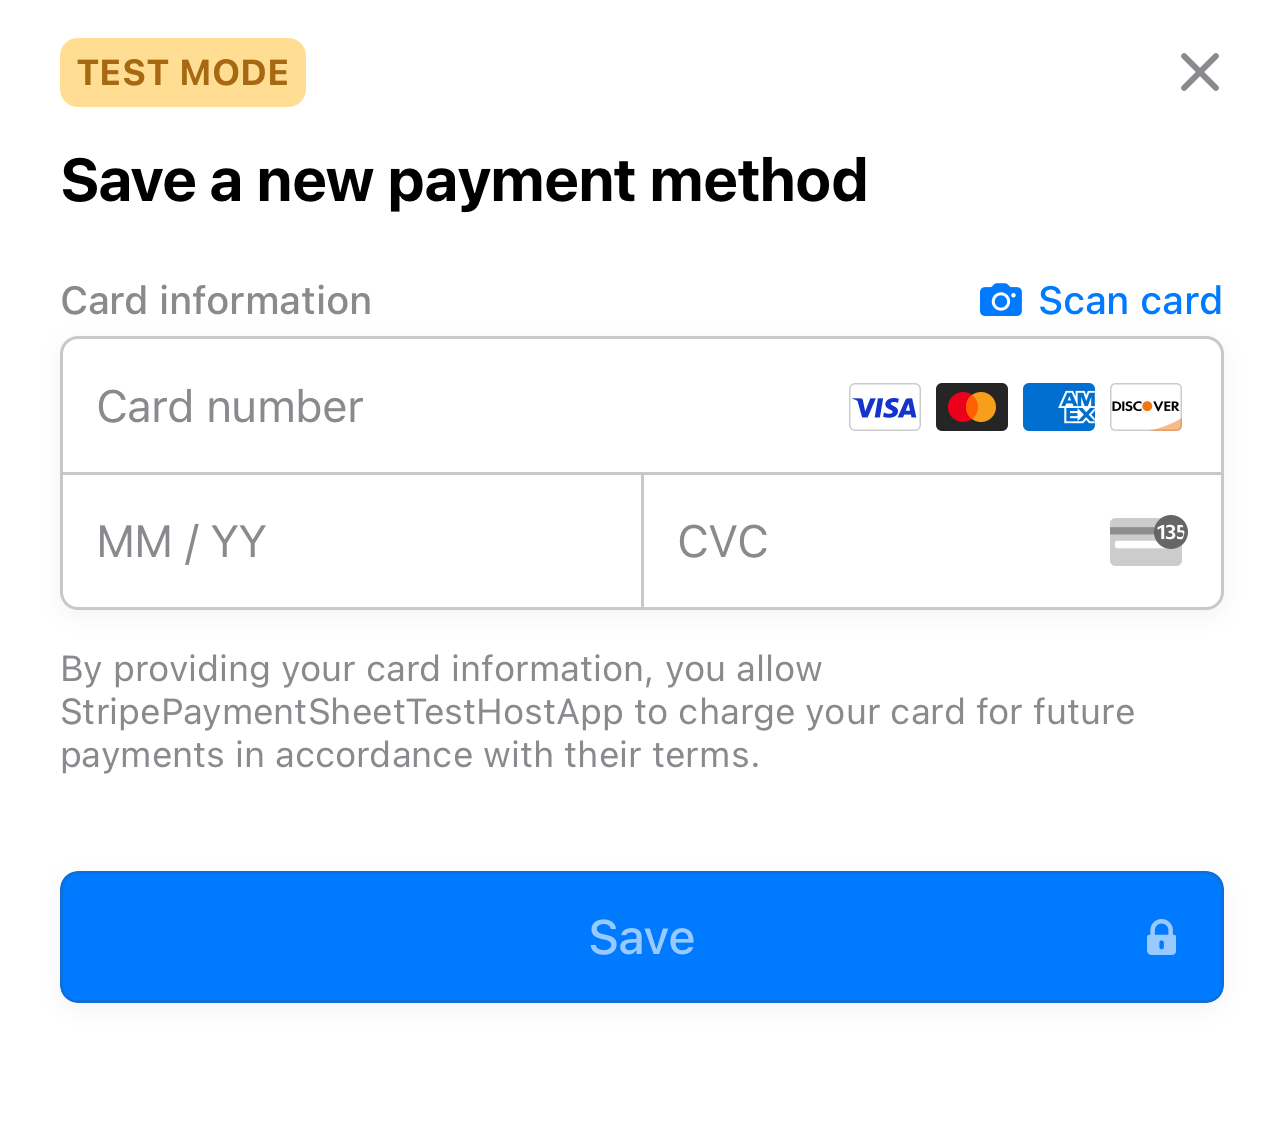 TEST MODE
Save a new payment method
Card information
Scan card
Card number
VISA
AM
EX
DISCOVER
MM / YY
CVC
135
By providing your card information, you allow
StripePaymentSheetTestHostApp to charge your card for future
payments in accordance with their terms.
Save